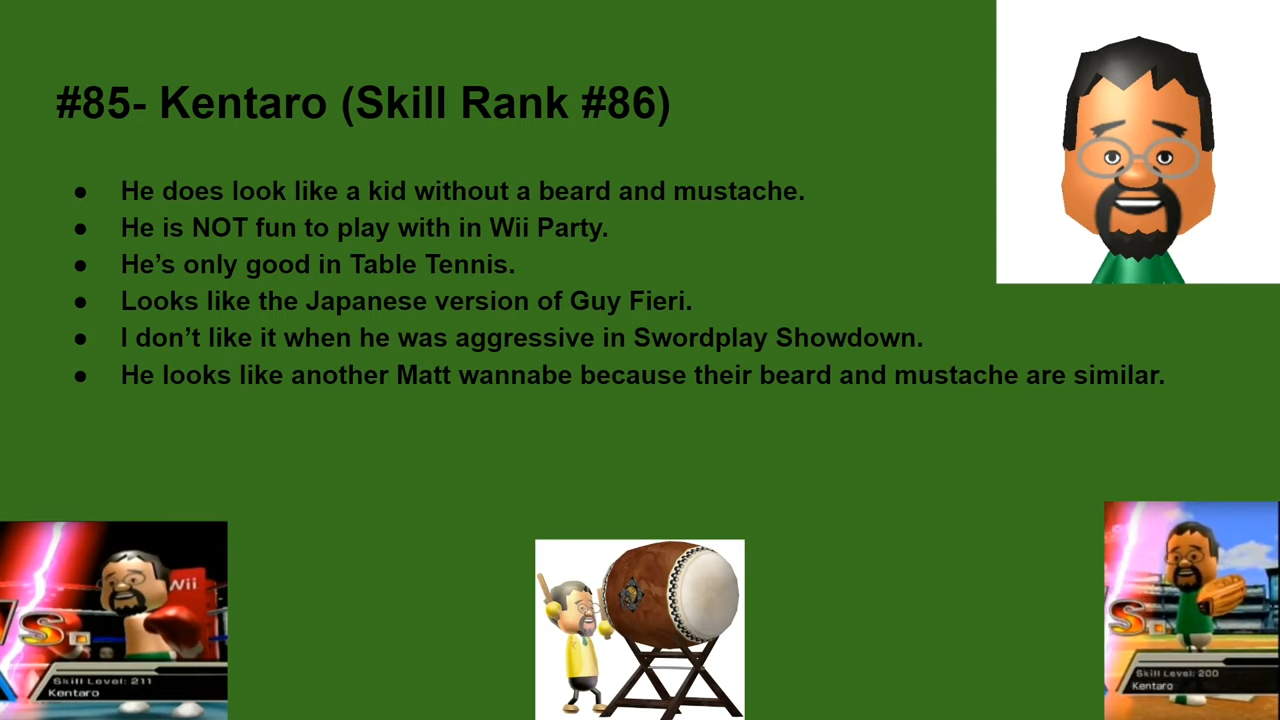 #85- Kentaro (Skill Rank #86)
● He does look like a kid without a beard and mustache.
● He is NOT fun to play with in Wii Party.
● He’s only good in Table Tennis.
● Looks like the Japanese version of Guy Fieri.
● I don’t like it when he was aggressive in Swordplay Showdown.
● He looks like another Matt wannabe because their beard and mustache are similar.
Wii
VS.
Skill Level: 211
Kentaro
S.
Skill Level: 200
Kentaro